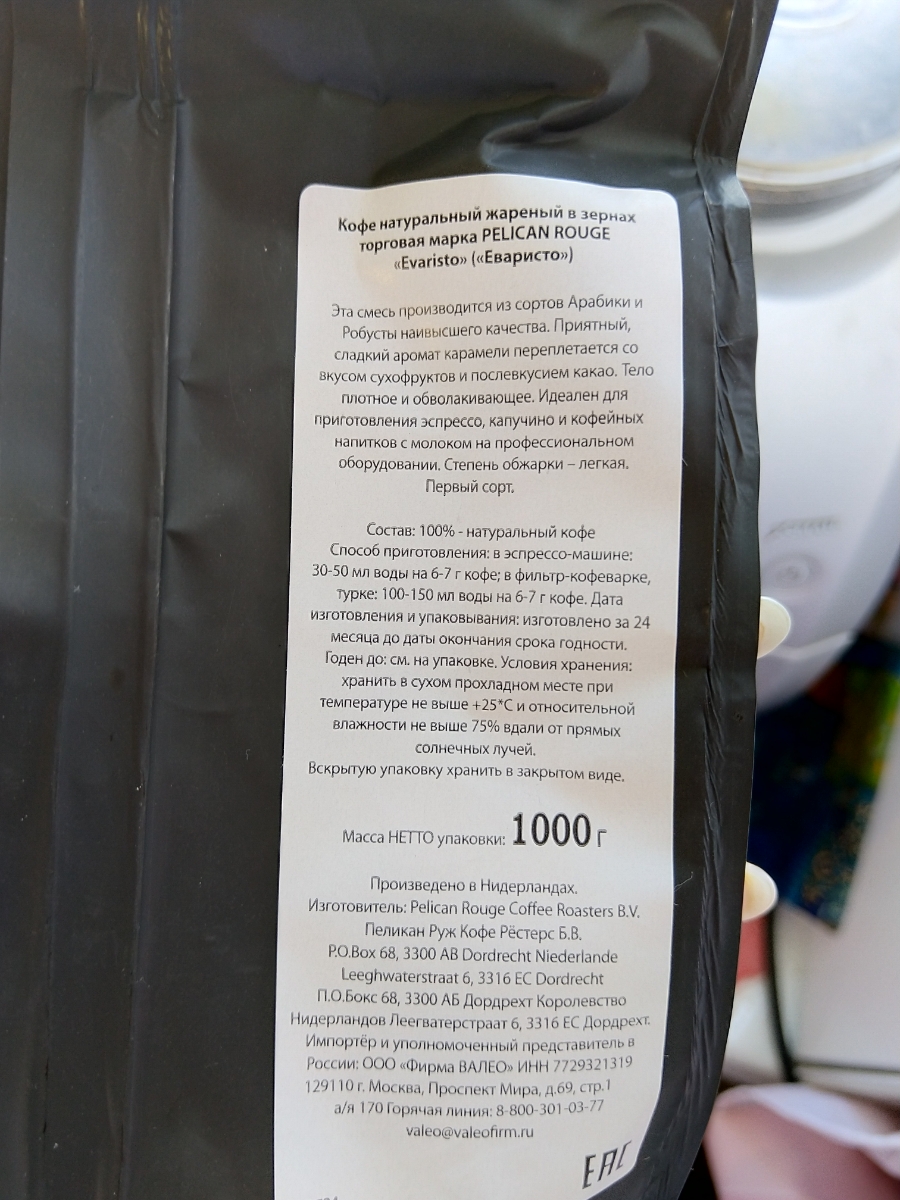 Кофе натуральный жареный в зернах
торговая марка PELICAN ROUGE
«Evaristo» («Еваристо»)
Эта смесь производится из сортов Арабики и
Робусты наивысшего качества. Приятный,
сладкий аромат карамели переплетается со
вкусом сухофруктов и послевкусием какао. Тело
плотное и обволакивающее. Идеален для
приготовления эспрессо, капучино и кофейных
напитков с молоком на профессиональном
оборудовании. Степень обжарки – легкая.
Первый сорт.
Состав: 100% - натуральный кофе
Способ приготовления: в эспрессо-машине:
30-50 мл воды на 6-7 г кофе; в фильтр-кофеварке,
турке: 100-150 мл воды на 6-7 г кофе. Дата
изготовления и упаковывания: изготовлено за 24
месяца до даты окончания срока годности.
Годен до: см. на упаковке. Условия хранения:
хранить в сухом прохладном месте при
температуре не выше +25*С и относительной
влажности не выше 75% вдали от прямых
солнечных лучей.
Вскрытую упаковку хранить в закрытом виде.
Масса НЕТТО упаковки: 1000 г
Произведено в Нидерландах.
Изготовитель: Pelican Rouge Coffee Roasters B.V.
Пеликан Руж Кофе Рёстерс Б.В.
P.O.Box 68, 3300 AB Dordrecht Niederlande
Leeghwaterstraat 6, 3316 EC Dordrecht
П.О.Бокс 68, 3300 АБ Дордрехт Королевство
Нидерландов Леегватерстраат 6, 3316 ЕС Дордрехт.
Импортёр и уполномоченный представитель в
России: ООО «Фирма ВАЛЕО» ИНН 7729321319
129110 г. Москва, Проспект Мира, д.69, стр.1
а/я 170 Горячая линия: 8-800-301-03-77
valeo@valeofirm.ru
EAC